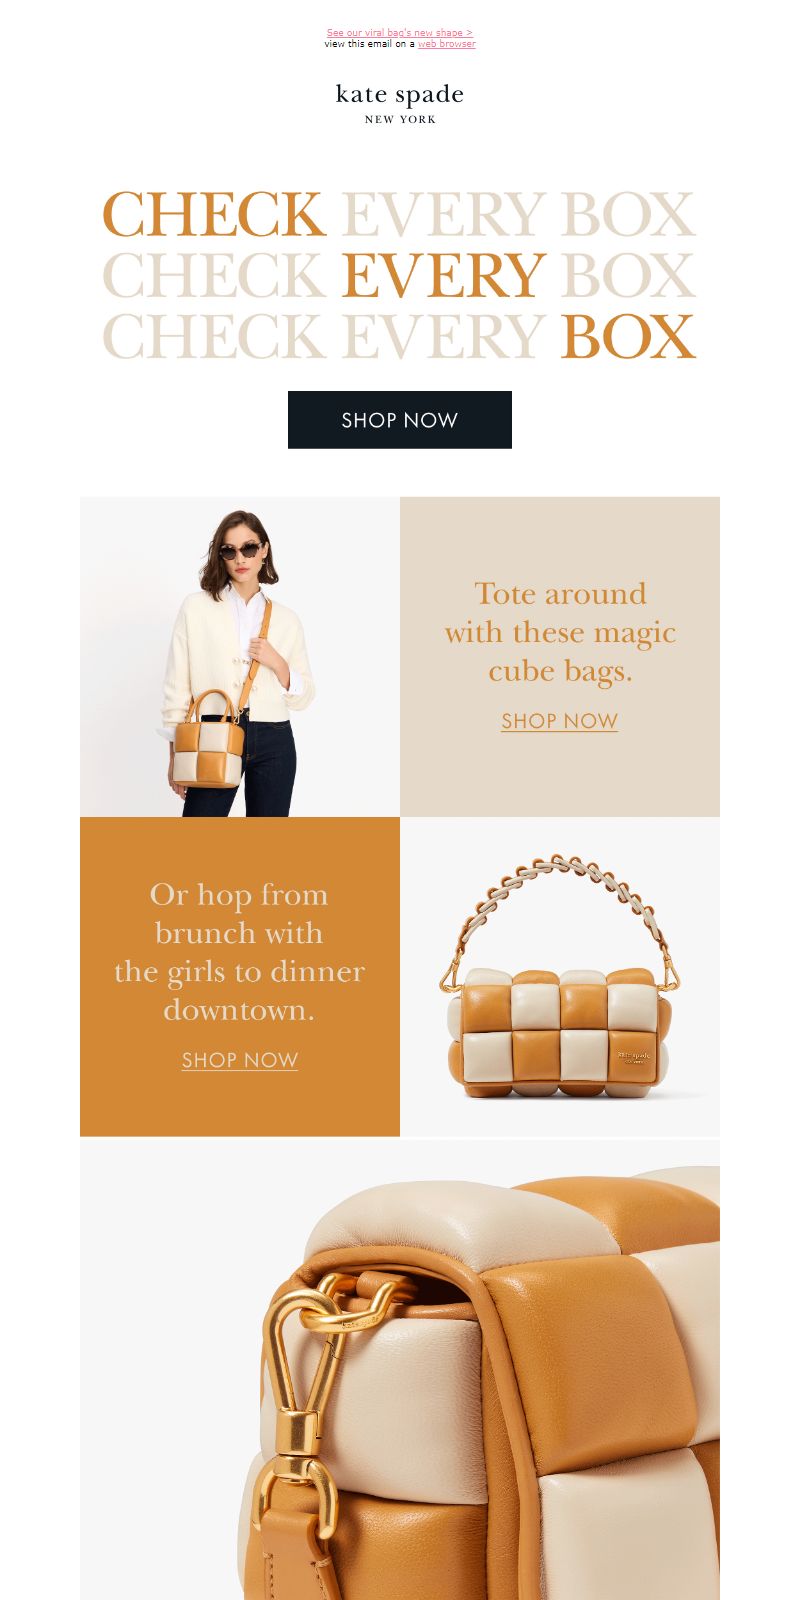 See our viral bag's new shape >
view this email on a web browser
kate spade
NEW YORK
CHECK EVERY BOX
CHECK EVERY BOX
CHECK EVERY BOX
SHOP NOW
Tote around
with these magic
cube bags.
SHOP NOW
Or hop from
brunch with
the girls to dinner
downtown.
SHOP NOW
kate spade
NEW YORK
kate spade